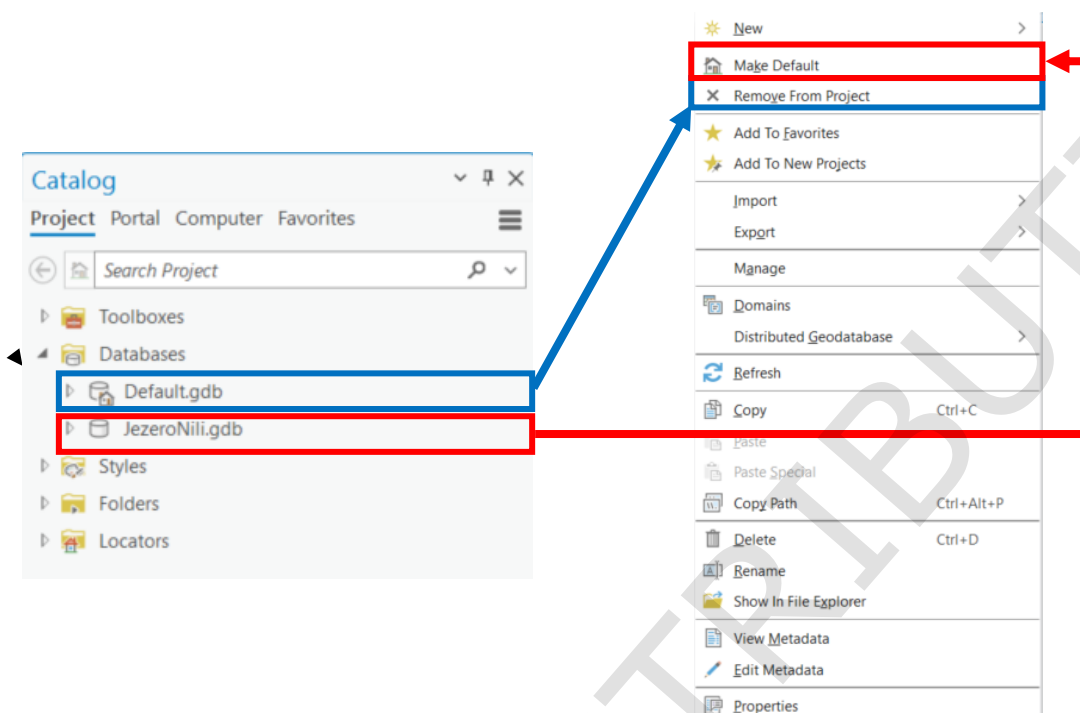 Catalog
Project Portal Computer Favorites
Search Project
Toolboxes
Databases
Default.gdb
JezeroNili.gdb
Styles
Folders
Locators
New
Make Default
Remove From Project
Add To Favorites
Add To New Projects
Import
Export
Manage
Domains
Distributed Geodatabase
Refresh
Copy Ctrl+C
Paste
Paste Special
Copy Path Ctrl+Alt+P
Delete Ctrl+D
Rename
Show In File Explorer
View Metadata
Edit Metadata
Properties
TRIBUT